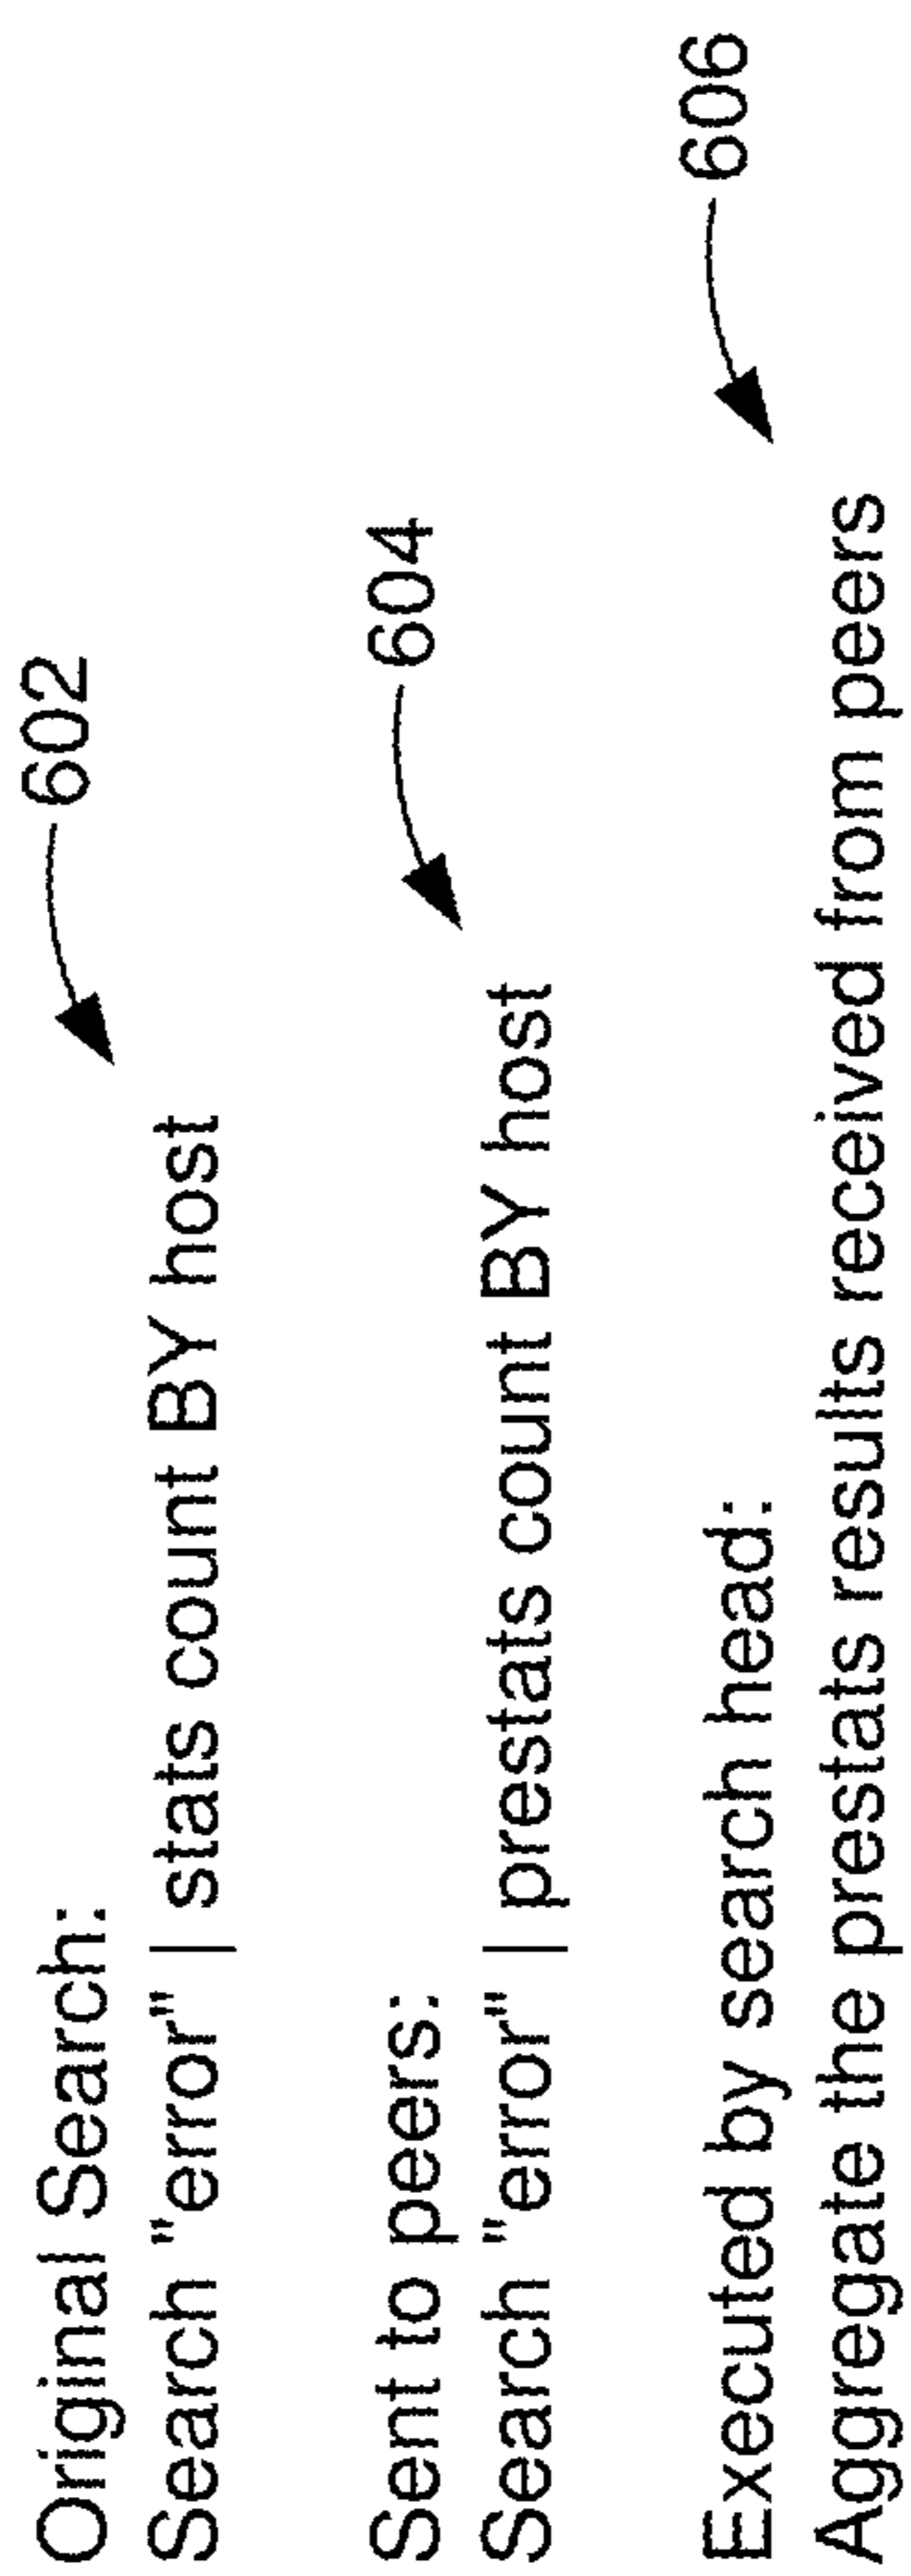 Original Search:
602
Search "error" | stats count BY host
Sent to peers:
604
Search "error" | prestats count BY host
Executed by search head:
606
Aggregate the prestats results received from peers